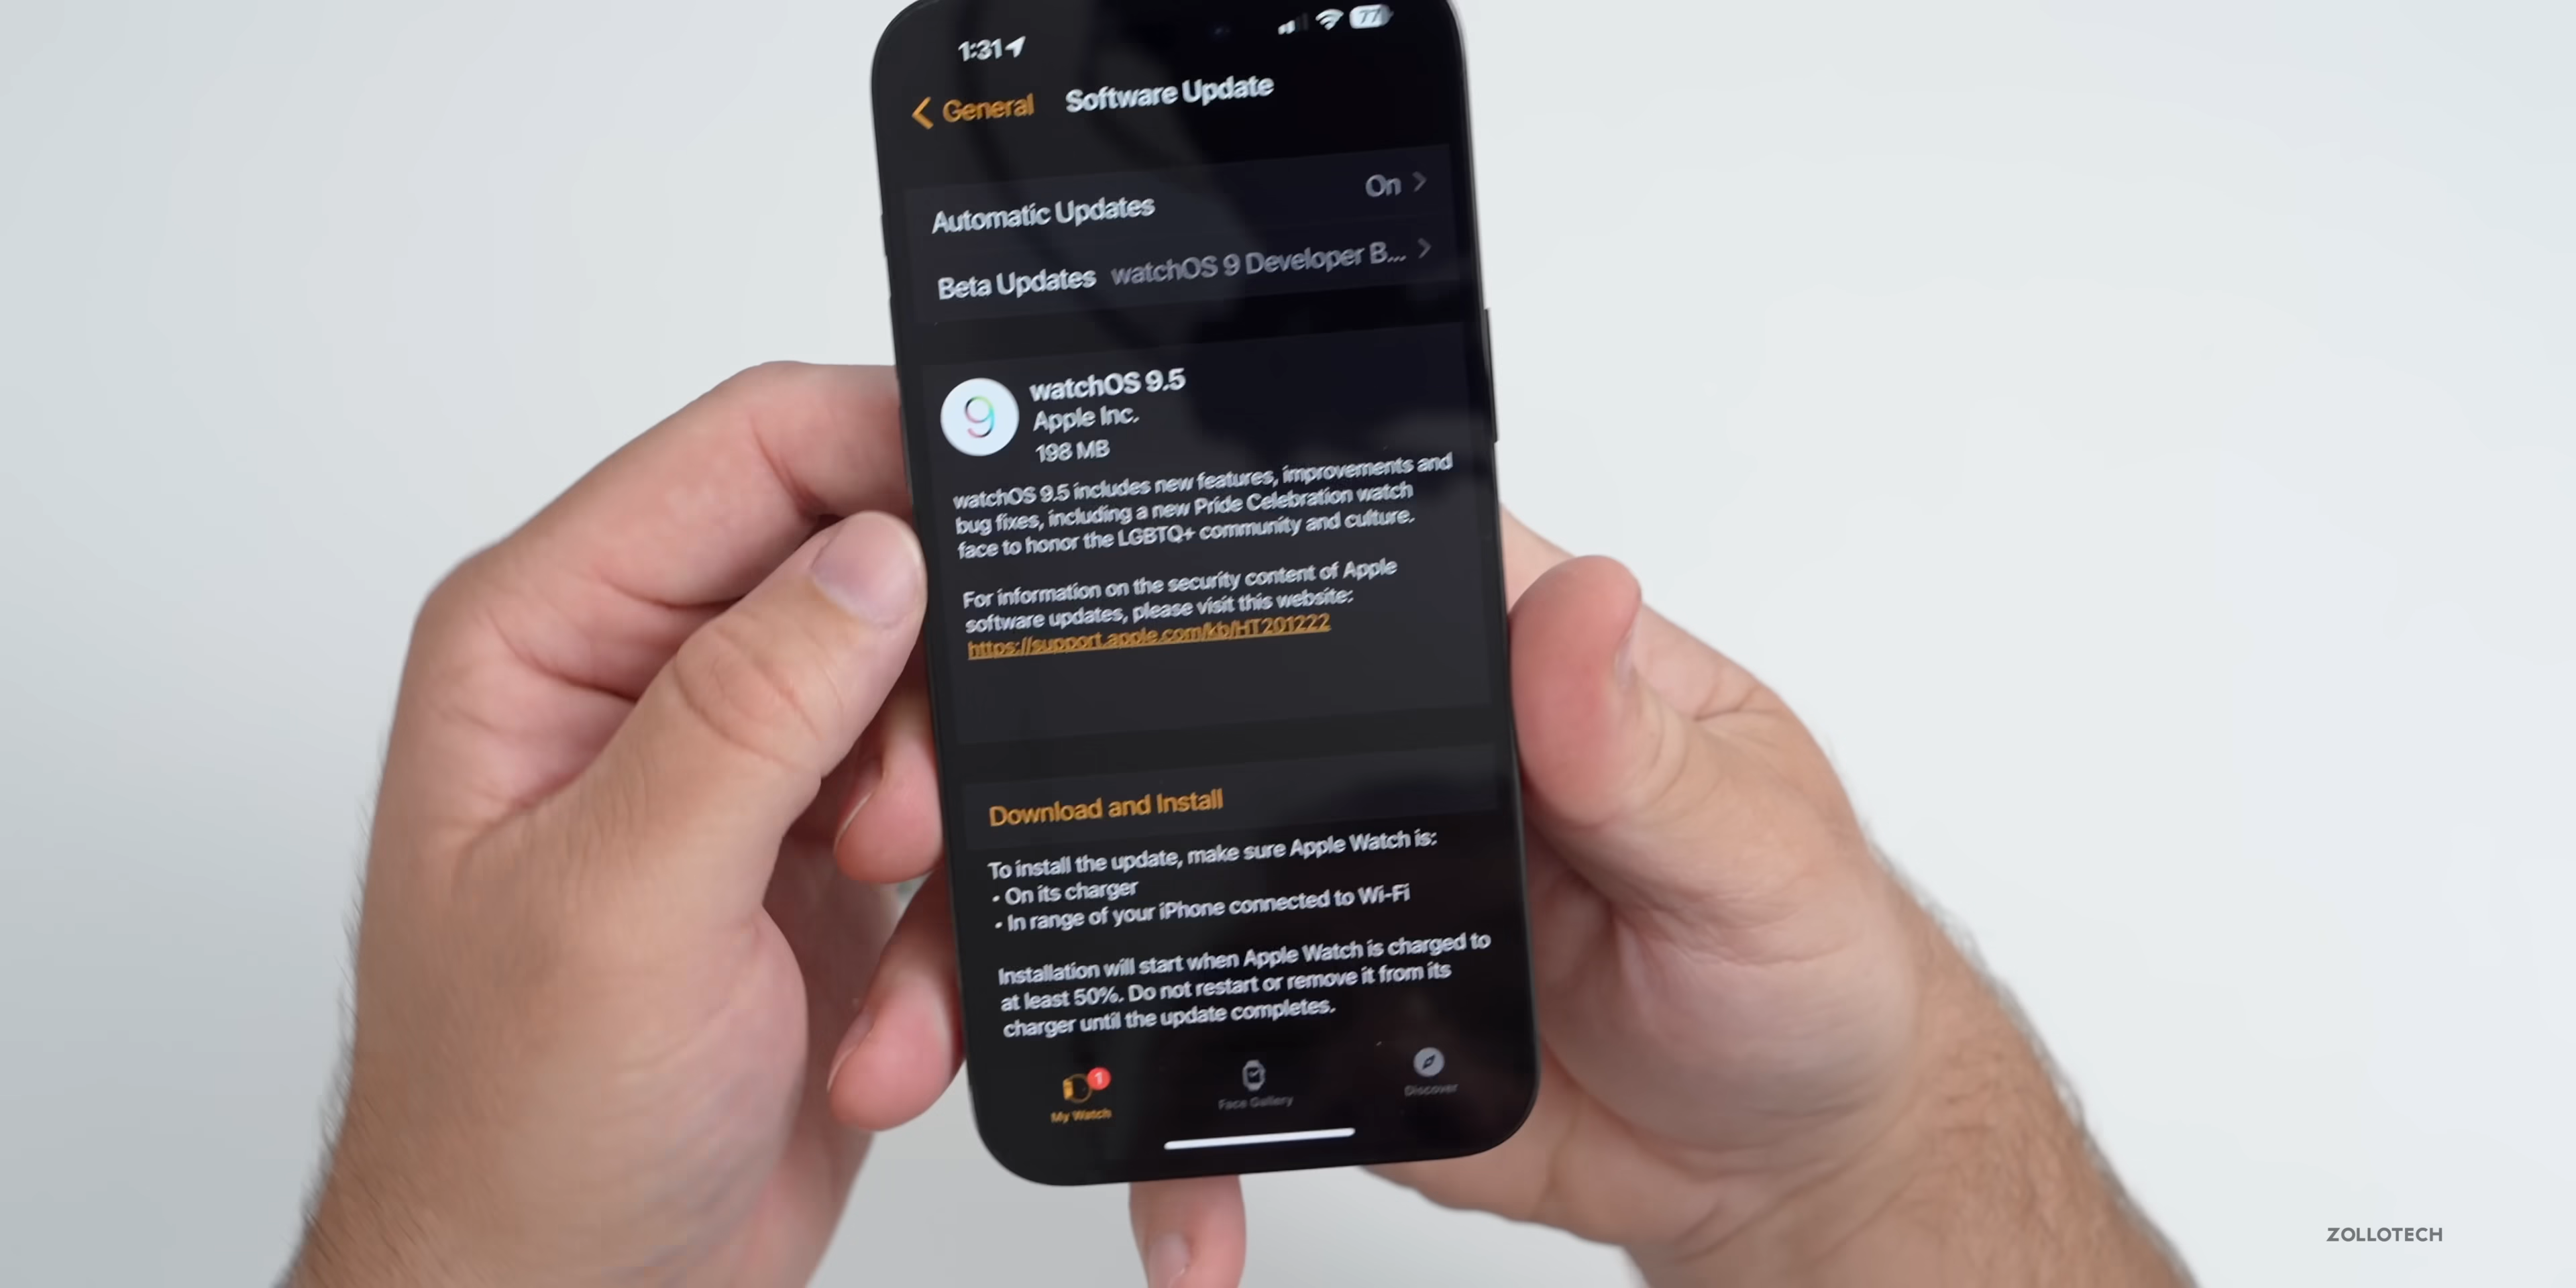 1:31
77
General
Software Update
Automatic Updates
On
Beta Updates
watchOS 9 Developer B...
9
watchOS 9.5
Apple Inc.
198 MB
watchOS 9.5 includes new features, improvements and
bug fixes, including a new Pride Celebration watch
face to honor the LGBTQ+ community and culture.
For information on the security content of Apple
software updates, please visit this website:
https://support.apple.com/kb/HT201222
Download and Install
To install the update, make sure Apple Watch is:
• On its charger
• In range of your iPhone connected to Wi-Fi
Installation will start when Apple Watch is charged to
at least 50%. Do not restart or remove it from its
charger until the update completes.
1
My Watch
Face Gallery
Discover
ZOLLOTECH